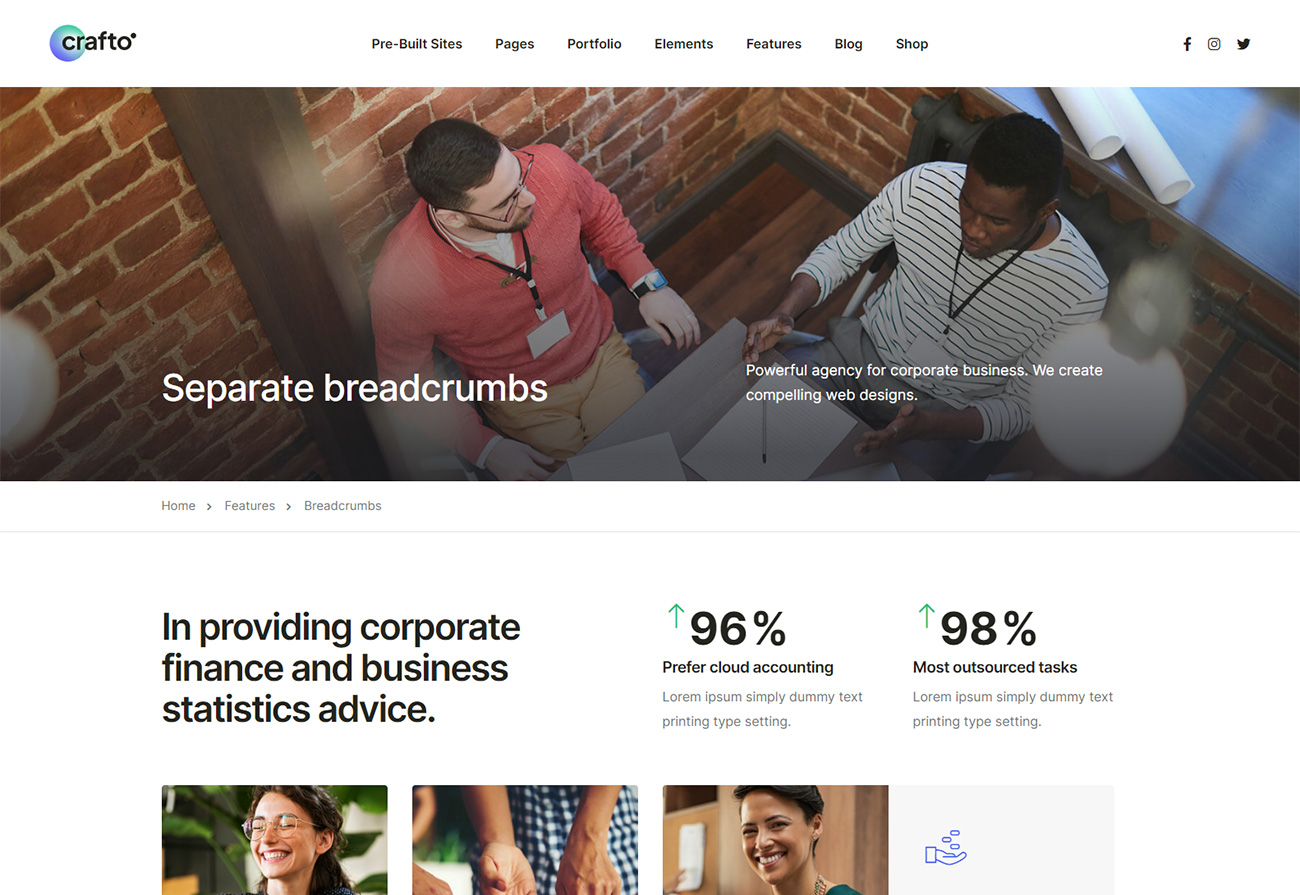 crafto
Pre-Built Sites
Pages
Portfolio
Elements
Features
Blog
Shop
Separate breadcrumbs
Powerful agency for corporate business. We create
compelling web designs.
Home
Features
Breadcrumbs
In providing corporate
finance and business
statistics advice.
96%
Prefer cloud accounting
Lorem ipsum simply dummy text
printing type setting.
98%
Most outsourced tasks
Lorem ipsum simply dummy text
printing type setting.